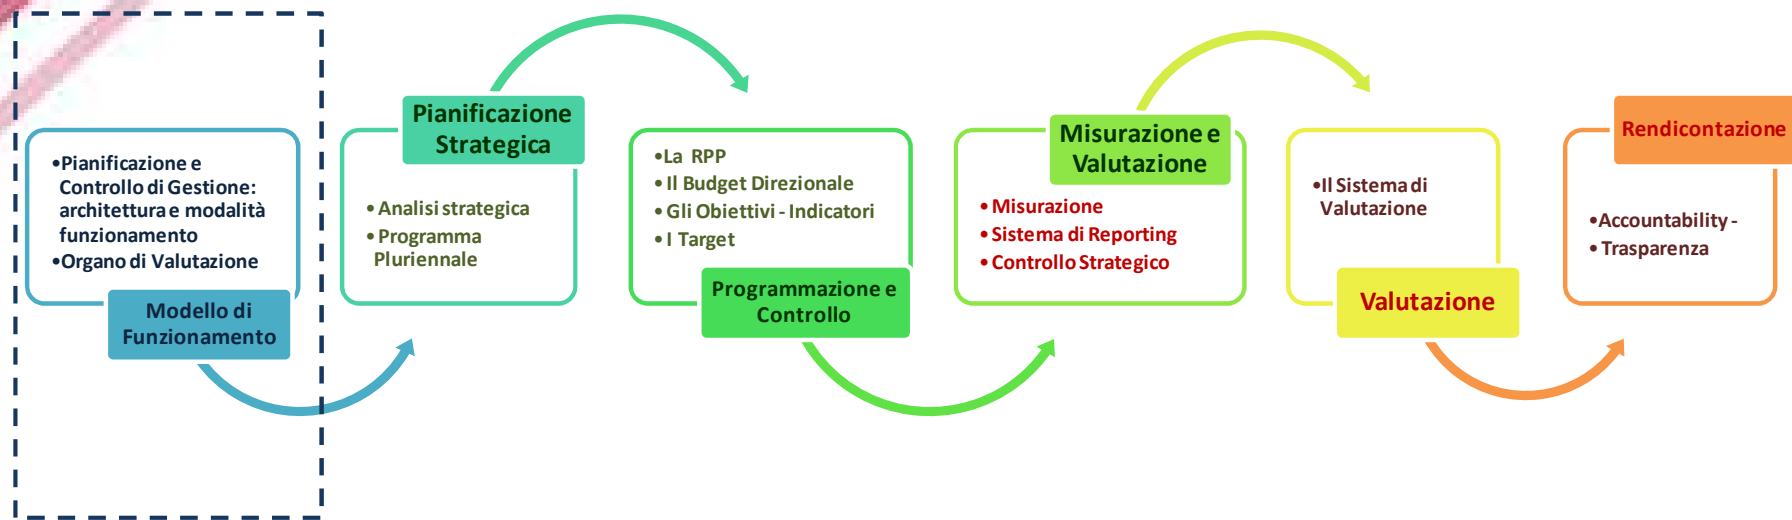 •Pianificazione e
Controllo di Gestione:
architettura e modalità
funzionamento
•Organo di Valutazione
Modello di
Funzionamento
Pianificazione
Strategica
•Analisi strategica
•Programma
Pluriennale
•La RPP
•Il Budget Direzionale
•Gli Obiettivi - Indicatori
•I Target
Programmazione e
Controllo
Misurazione e
Valutazione
•Misurazione
•Sistema di Reporting
•Controllo Strategico
•Il Sistema di
Valutazione
Valutazione
Rendicontazione
•Accountability -
•Trasparenza